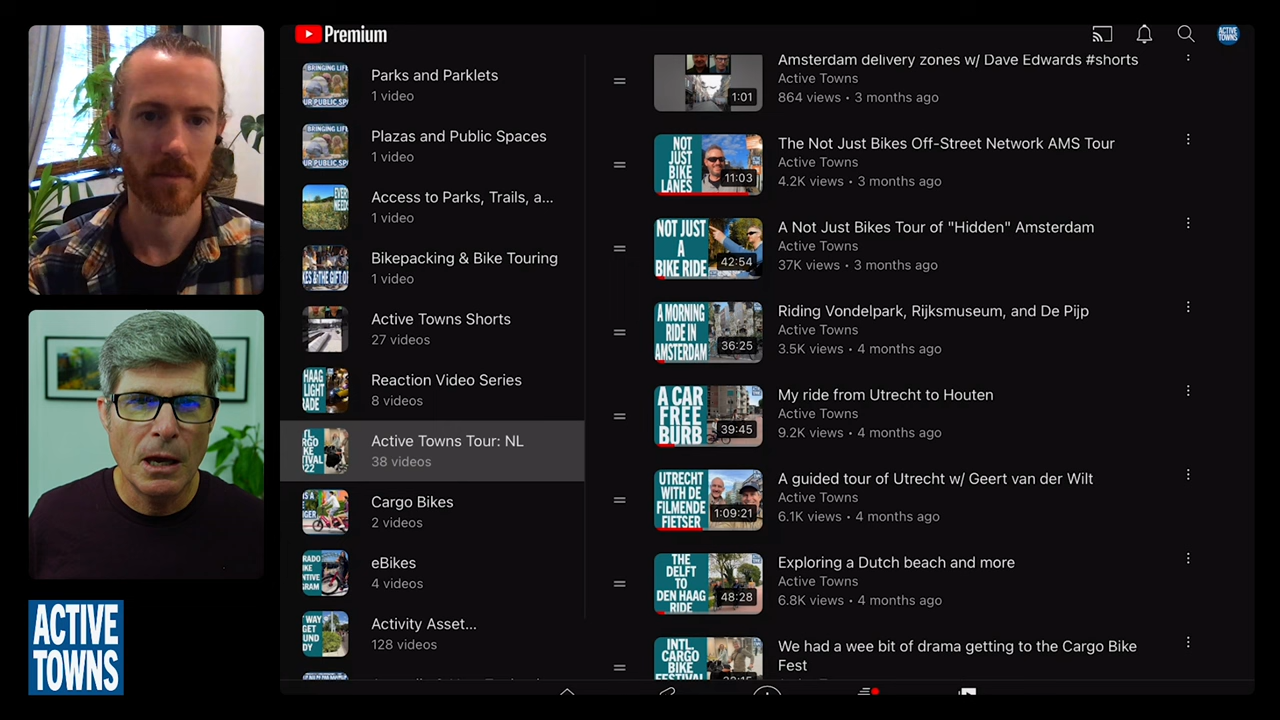 Premium
ACTIVE
TOWNS
Parks and Parklets
1 video
Plazas and Public Spaces
1 video
Access to Parks, Trails, a...
1 video
Bikepacking & Bike Touring
1 video
Active Towns Shorts
27 videos
Reaction Video Series
8 videos
Active Towns Tour: NL
38 videos
Cargo Bikes
2 videos
eBikes
4 videos
Activity Asset...
128 videos
1:01
Amsterdam delivery zones w/ Dave Edwards #shorts
Active Towns
864 views • 3 months ago
NOT
JUST
BIKE
LANES
11:03
The Not Just Bikes Off-Street Network AMS Tour
Active Towns
4.2K views • 3 months ago
NOT JUST
A
BIKE RIDE
42:54
A Not Just Bikes Tour of "Hidden" Amsterdam
Active Towns
37K views • 3 months ago
A MORNING
RIDE IN
AMSTERDAM
36:25
Riding Vondelpark, Rijksmuseum, and De Pijp
Active Towns
3.5K views • 4 months ago
A CAR
FREE
BURB
39:45
My ride from Utrecht to Houten
Active Towns
9.2K views • 4 months ago
UTRECHT
WITH DE
FILMENDE
FIETSER
1:09:21
A guided tour of Utrecht w/ Geert van der Wilt
Active Towns
6.1K views • 4 months ago
THE
DELFT
TO
DEN HAAG
RIDE
48:28
Exploring a Dutch beach and more
Active Towns
6.8K views • 4 months ago
INTL.
CARGO
BIKE
FESTIVAL
We had a wee bit of drama getting to the Cargo Bike
Fest
ACTIVE
TOWNS